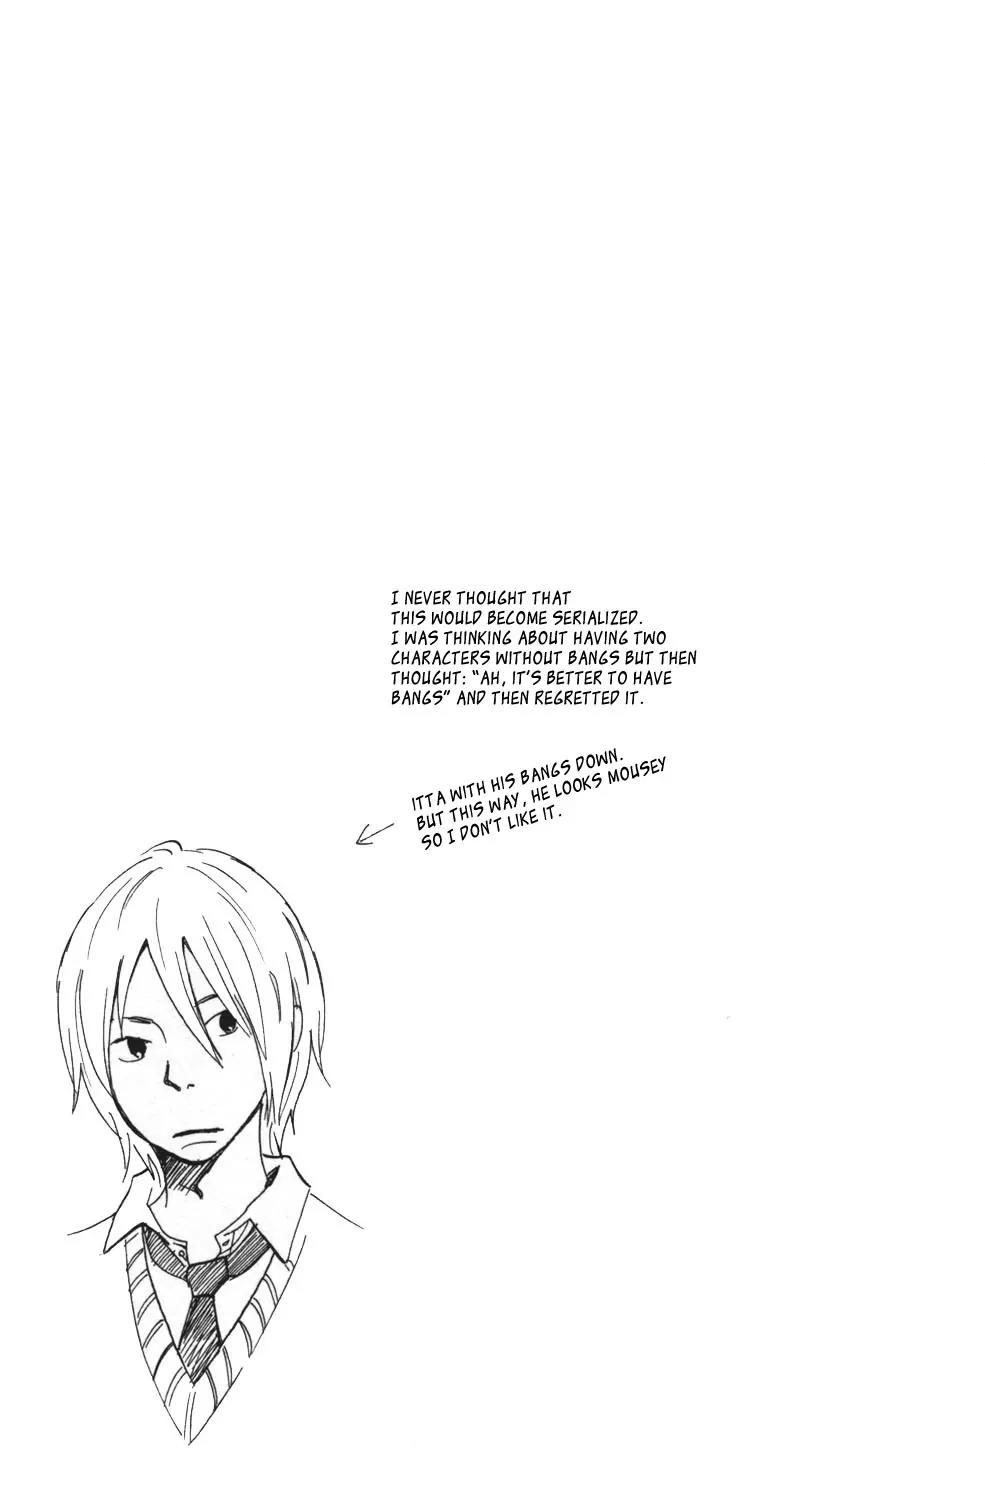 I NEVER THOUGHT THAT
THIS WOULD BECOME SERIALIZED.
I WAS THINKING ABOUT HAVING TWO
CHARACTERS WITHOUT BANGS BUT THEN
THOUGHT: “AH, IT’S BETTER TO HAVE
BANGS” AND THEN REGRETTED IT.
ITTA WITH HIS BANGS DOWN.
BUT THIS WAY, HE LOOKS MOUSEY
SO I DON’T LIKE IT.